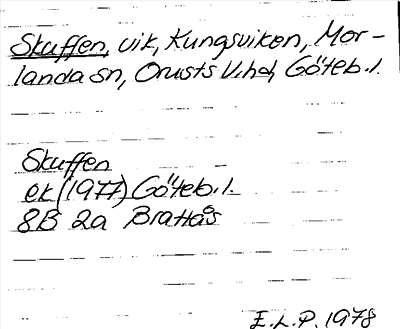 Skuffen, vik, Kungsviken, Mor-
landa sn, Orusts V.hd, Göteb.l.
Skuffen
ek (1977) Göteb.l.
8B 2a Brattås
E.L.P. 1978